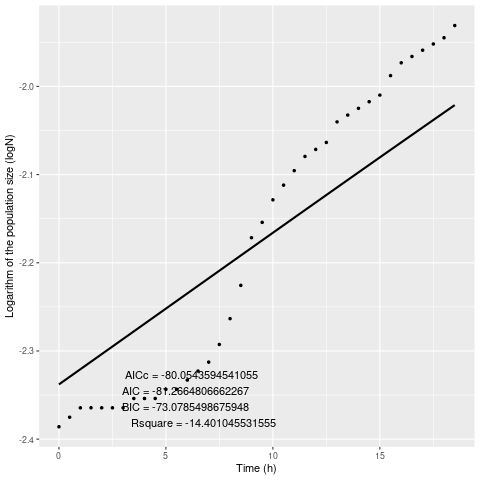 -2.0
-2.1
-2.2
-2.3
-2.4
Logarithm of the population size (logN)
AICc = -80.0543594541055
AIC = -81.2664806662267
BIC = -73.0785498675948
Rsquare = -14.401045531555
0 5 10 15
Time (h)